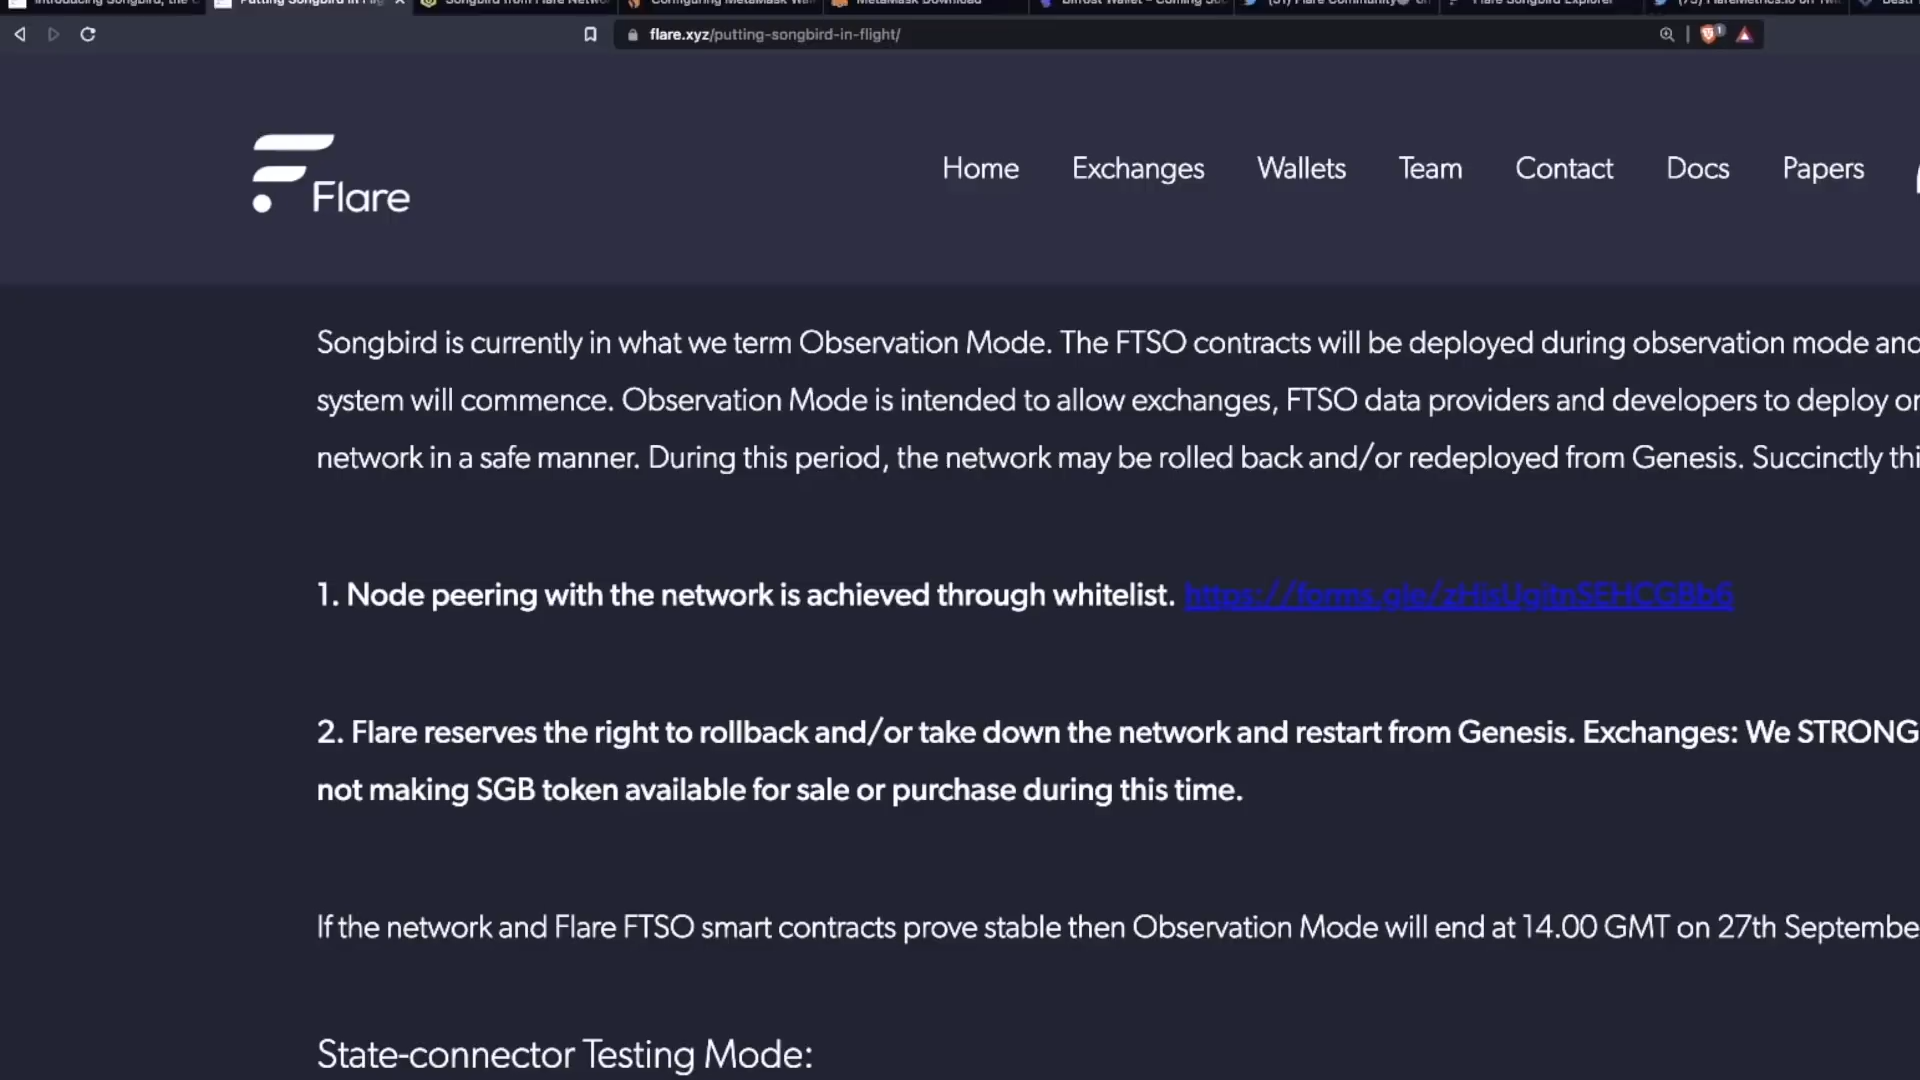 flare.xyz/putting-songbird-in-flight/
1
Flare
Home Exchanges Wallets Team Contact Docs Papers
Songbird is currently in what we term Observation Mode. The FTSO contracts will be deployed during observation mode and
system will commence. Observation Mode is intended to allow exchanges, FTSO data providers and developers to deploy
network in a safe manner. During this period, the network may be rolled back and/or redeployed from Genesis. Succinctly
1. Node peering with the network is achieved through whitelist. https://forms.gle/zHisUgitnSEHCGBb6
2. Flare reserves the right to rollback and/or take down the network and restart from Genesis. Exchanges: We STRONG
not making SGB token available for sale or purchase during this time.
If the network and Flare FTSO smart contracts prove stable then Observation Mode will end at 14.00 GMT on 27th Septembe
State-connector Testing Mode: